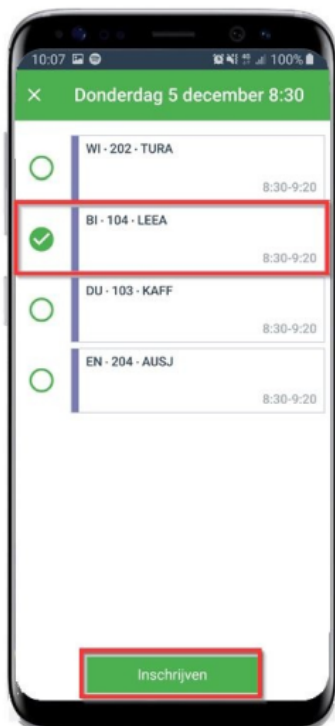 10:07 100%
× Donderdag 5 december 8:30
WI - 202 - TURA
8:30-9:20
BI - 104 - LEEA
8:30-9:20
DU - 103 - KAFF
8:30-9:20
EN - 204 - AUSJ
8:30-9:20
Inschrijven